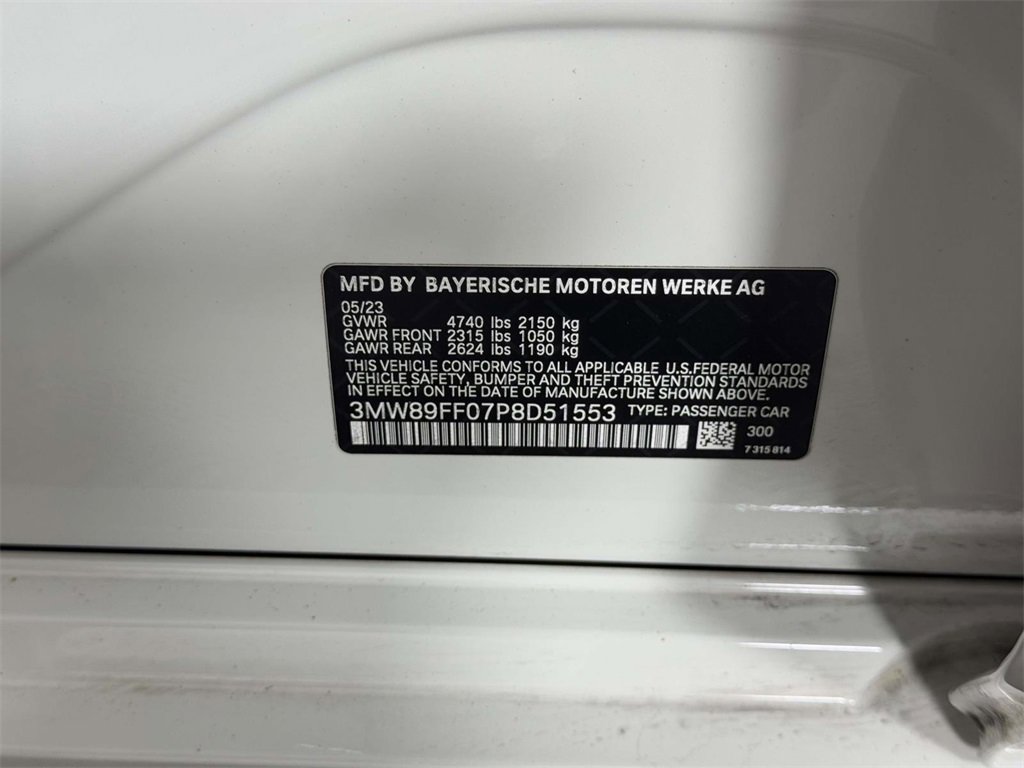 MFD BY BAYERISCHE MOTOREN WERKE AG
05/23
GVWR 4740 lbs 2150 kg
GAWR FRONT 2315 lbs 1050 kg
GAWR REAR 2624 lbs 1190 kg
THIS VEHICLE CONFORMS TO ALL APPLICABLE U.S.FEDERAL MOTOR
VEHICLE SAFETY, BUMPER AND THEFT PREVENTION STANDARDS
IN EFFECT ON THE DATE OF MANUFACTURE SHOWN ABOVE.
3MW89FF07P8D51553 TYPE: PASSENGER CAR
300
7 315 814